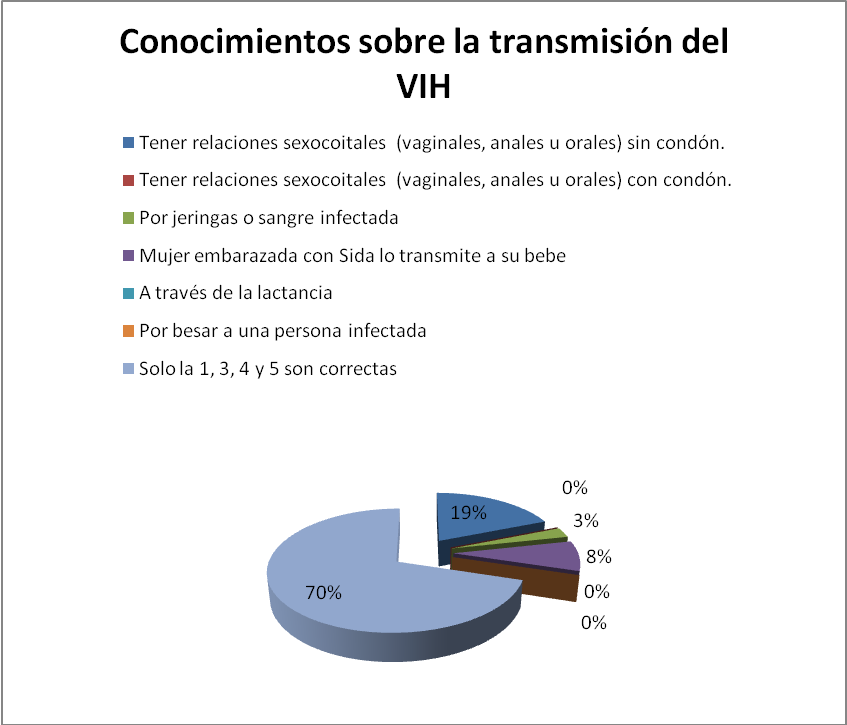 Conocimientos sobre la transmisión del
VIH
Tener relaciones sexocoitales (vaginales, anales u orales) sin condón.
Tener relaciones sexocoitales (vaginales, anales u orales) con condón.
Por jeringas o sangre infectada
Mujer embarazada con Sida lo transmite a su bebe
A través de la lactancia
Por besar a una persona infectada
Solo la 1, 3, 4 y 5 son correctas
0%
19%
3%
8%
0%
70%
0%